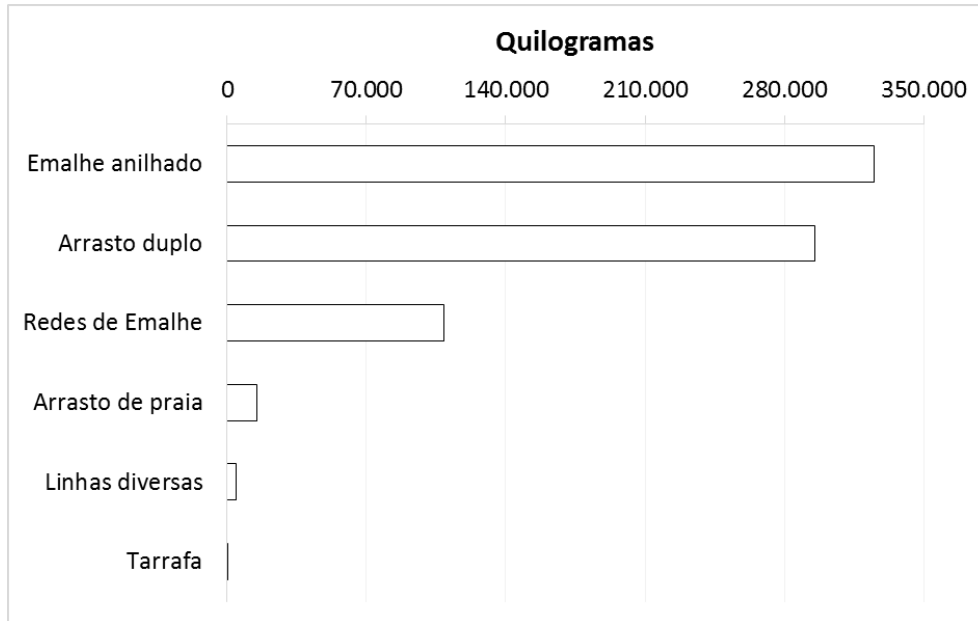 Quilogramas
0 70.000 140.000 210.000 280.000 350.000
Emalhe anilhado
Arrasto duplo
Redes de Emalhe
Arrasto de praia
Linhas diversas
Tarrafa